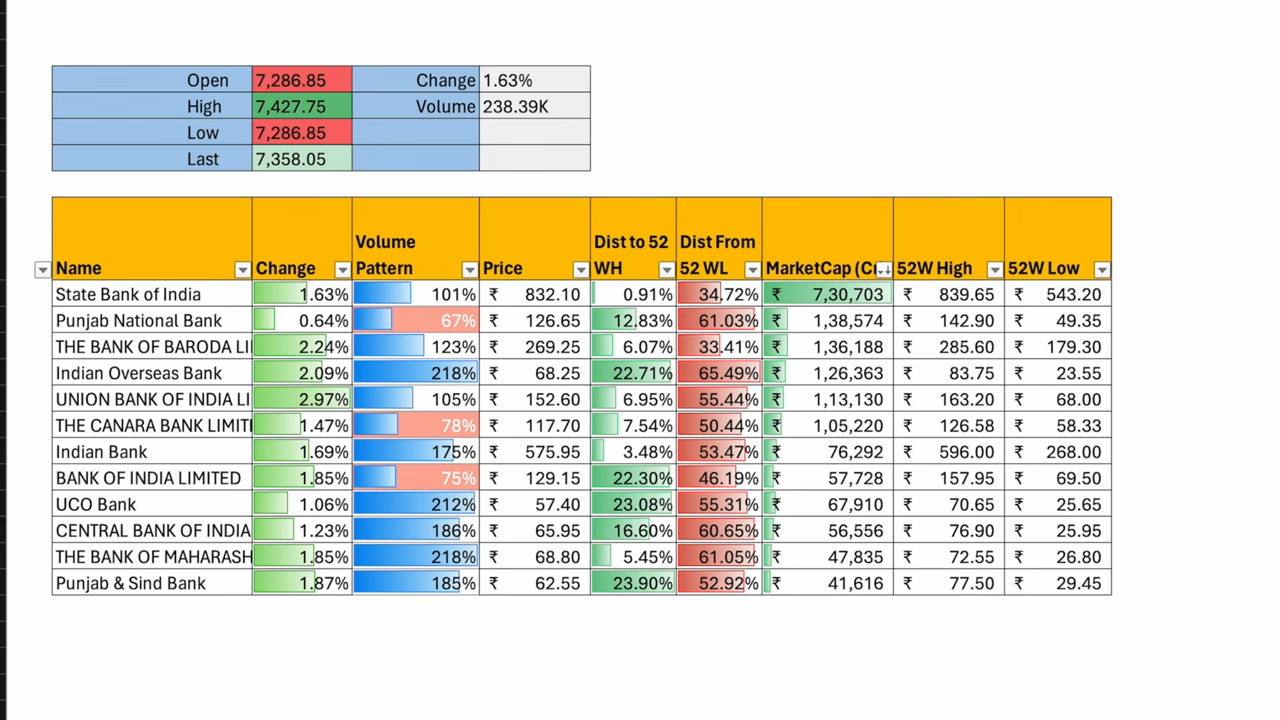 Open 7,286.85 Change 1.63%
High 7,427.75 Volume 238.39K
Low 7,286.85
Last 7,358.05
Name Change Volume Pattern Price Dist to 52 WH Dist From 52 WL MarketCap (Cr 52W High 52W Low
State Bank of India 1.63% 101% ₹ 832.10 0.91% 34.72% ₹ 7,30,703 ₹ 839.65 ₹ 543.20
Punjab National Bank 0.64% 67% ₹ 126.65 12.83% 61.03% ₹ 1,38,574 ₹ 142.90 ₹ 49.35
THE BANK OF BARODA LI 2.24% 123% ₹ 269.25 6.07% 33.41% ₹ 1,36,188 ₹ 285.60 ₹ 179.30
Indian Overseas Bank 2.09% 218% ₹ 68.25 22.71% 65.49% ₹ 1,26,363 ₹ 83.75 ₹ 23.55
UNION BANK OF INDIA LI 2.97% 105% ₹ 152.60 6.95% 55.44% ₹ 1,13,130 ₹ 163.20 ₹ 68.00
THE CANARA BANK LIMIT 1.47% 78% ₹ 117.70 7.54% 50.44% ₹ 1,05,220 ₹ 126.58 ₹ 58.33
Indian Bank 1.69% 175% ₹ 575.95 3.48% 53.47% ₹ 76,292 ₹ 596.00 ₹ 268.00
BANK OF INDIA LIMITED 1.85% 75% ₹ 129.15 22.30% 46.19% ₹ 57,728 ₹ 157.95 ₹ 69.50
UCO Bank 1.06% 212% ₹ 57.40 23.08% 55.31% ₹ 67,910 ₹ 70.65 ₹ 25.65
CENTRAL BANK OF INDIA 1.23% 186% ₹ 65.95 16.60% 60.65% ₹ 56,556 ₹ 76.90 ₹ 25.95
THE BANK OF MAHARASH 1.85% 218% ₹ 68.80 5.45% 61.05% ₹ 47,835 ₹ 72.55 ₹ 26.80
Punjab & Sind Bank 1.87% 185% ₹ 62.55 23.90% 52.92% ₹ 41,616 ₹ 77.50 ₹ 29.45